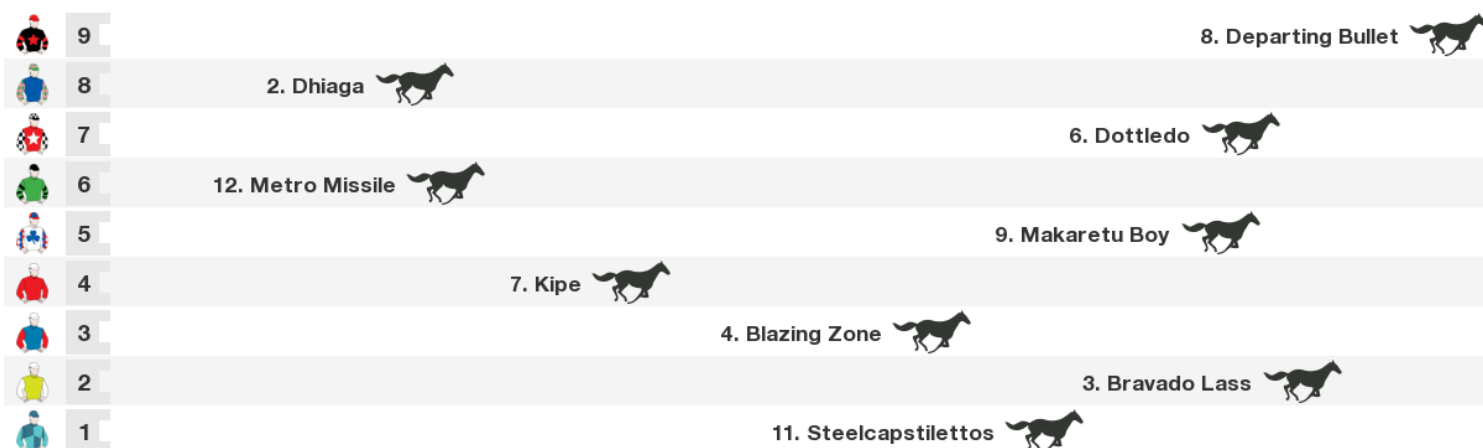 9 8. Departing Bullet
8 2. Dhiaga
7 6. Dottledo
6 12. Metro Missile
5 9. Makaretu Boy
4 7. Kipe
3 4. Blazing Zone
2 3. Bravado Lass
1 11. Steelcapstilettos